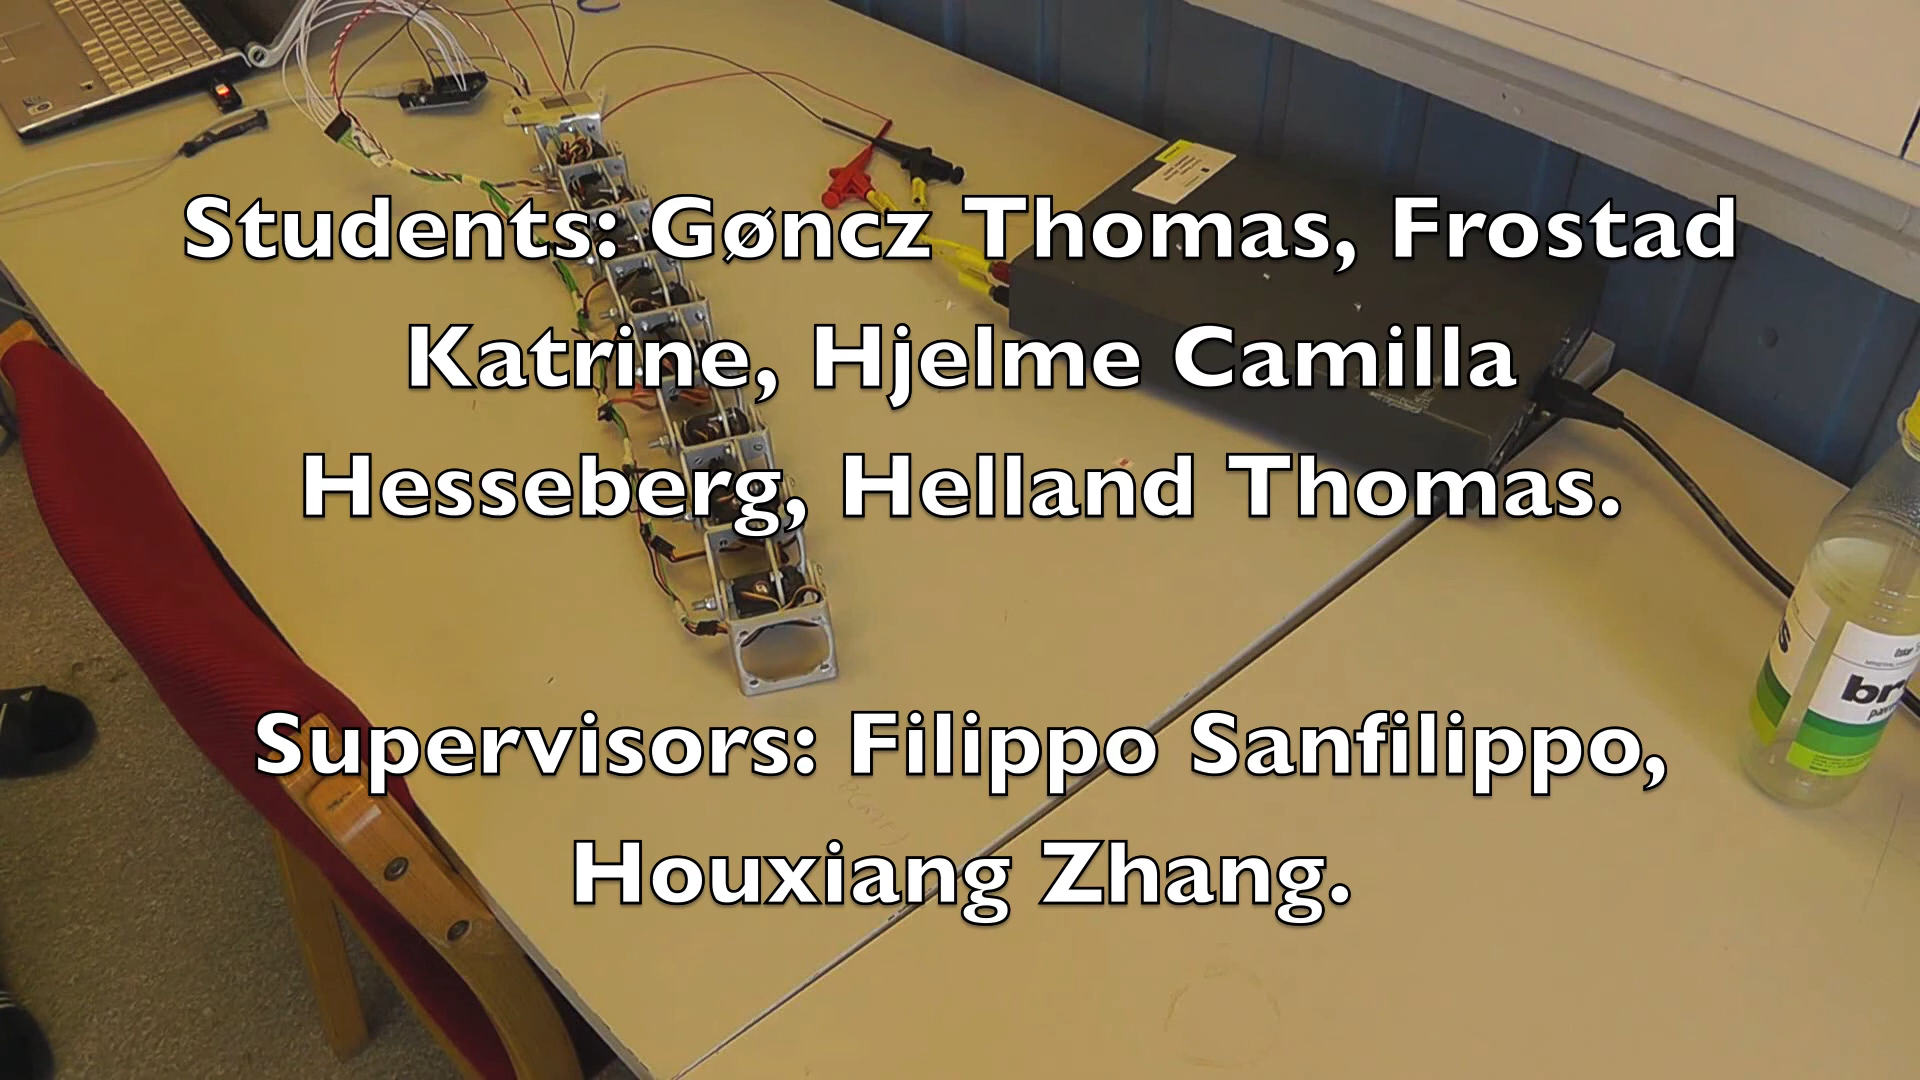 Students: Gøncz Thomas, Frostad
Katrine, Hjelme Camilla
Hesseberg, Helland Thomas.
Supervisors: Filippo Sanfilippo,
Houxiang Zhang.